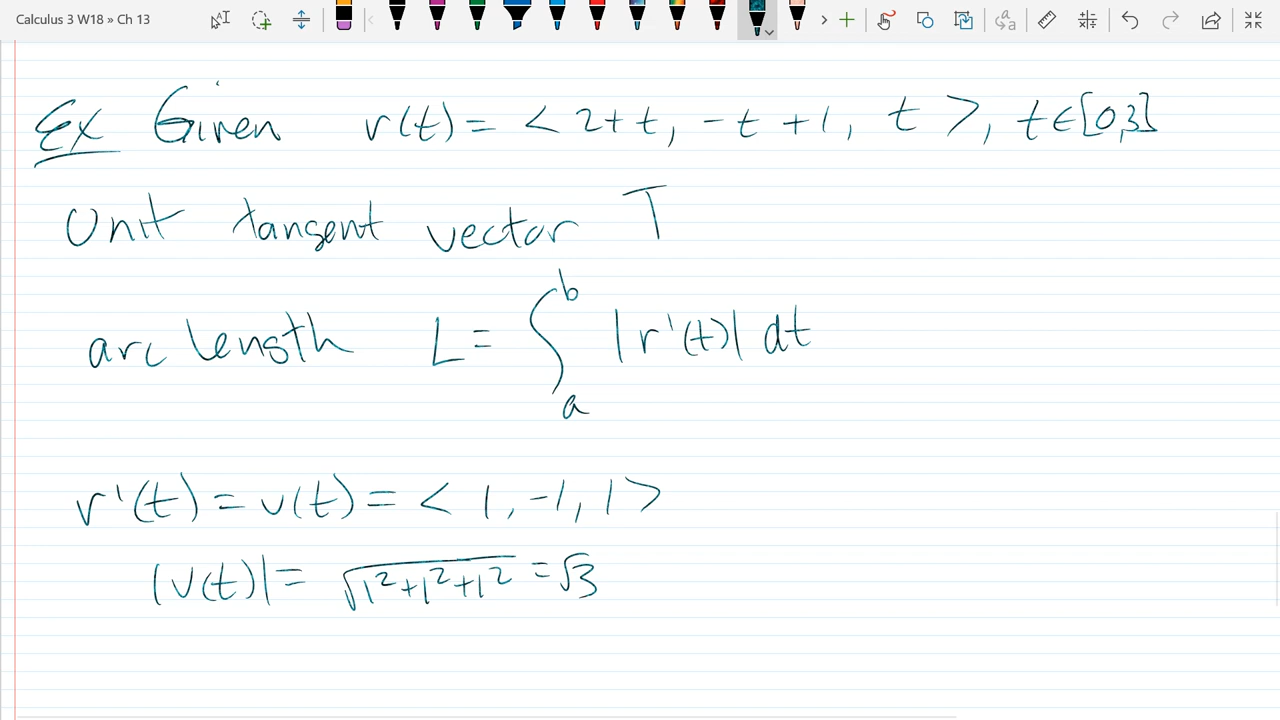 Calculus 3 W18 » Ch 13
Ex Given r(t) = < 2+t, -t+1, t >, t∈[0,3]
Unit tangent vector T
arc length L = ∫_a^b |r'(t)| dt
r'(t) = v(t) = < 1, -1, 1 >
|v(t)| = √(1²+1²+1²) = √3